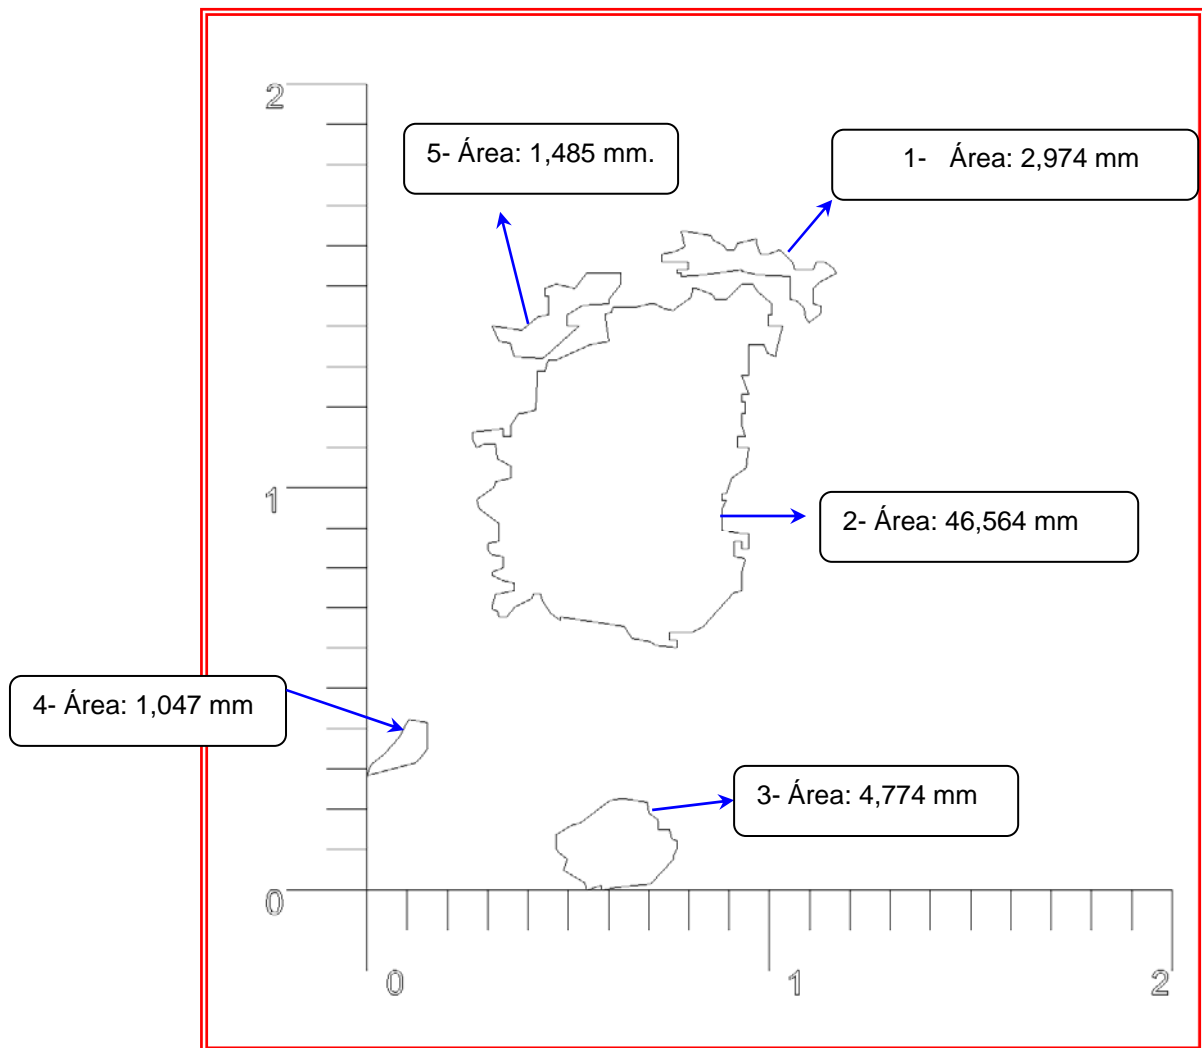 2
5- Área: 1,485 mm.
1- Área: 2,974 mm
1
2- Área: 46,564 mm
4- Área: 1,047 mm
3- Área: 4,774 mm
0
0
1
2